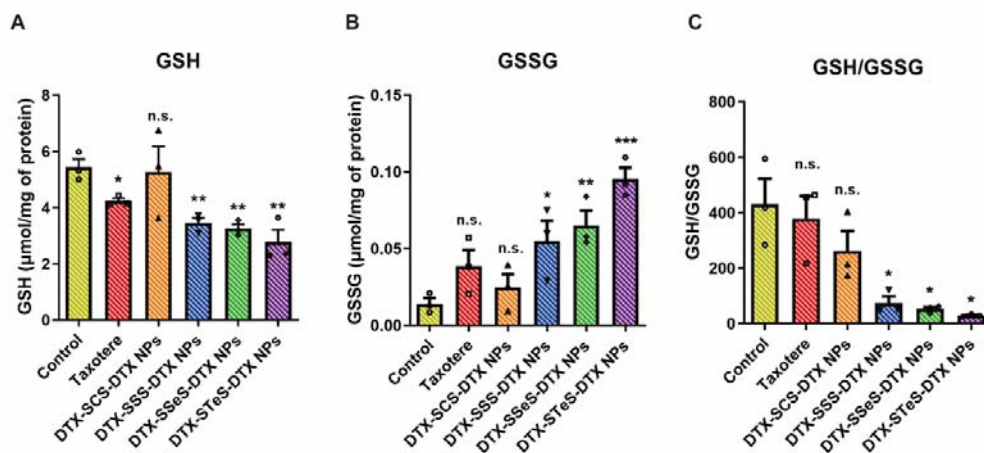 A
GSH
GSH (μmol/mg of protein)
8
6
4
2
0
*
n.s.
**
**
**
Control
Taxotere
DTX-SCS-DTX NPs
DTX-SSS-DTX NPs
DTX-SSeS-DTX NPs
DTX-STeS-DTX NPs
B
GSSG
GSSG (μmol/mg of protein)
0.15
0.10
0.05
0.00
n.s.
n.s.
*
**
***
Control
Taxotere
DTX-SCS-DTX NPs
DTX-SSS-DTX NPs
DTX-SSeS-DTX NPs
DTX-STeS-DTX NPs
C
GSH/GSSG
GSH/GSSG
800
600
400
200
0
n.s.
n.s.
*
*
*
Control
Taxotere
DTX-SCS-DTX NPs
DTX-SSS-DTX NPs
DTX-SSeS-DTX NPs
DTX-STeS-DTX NPs